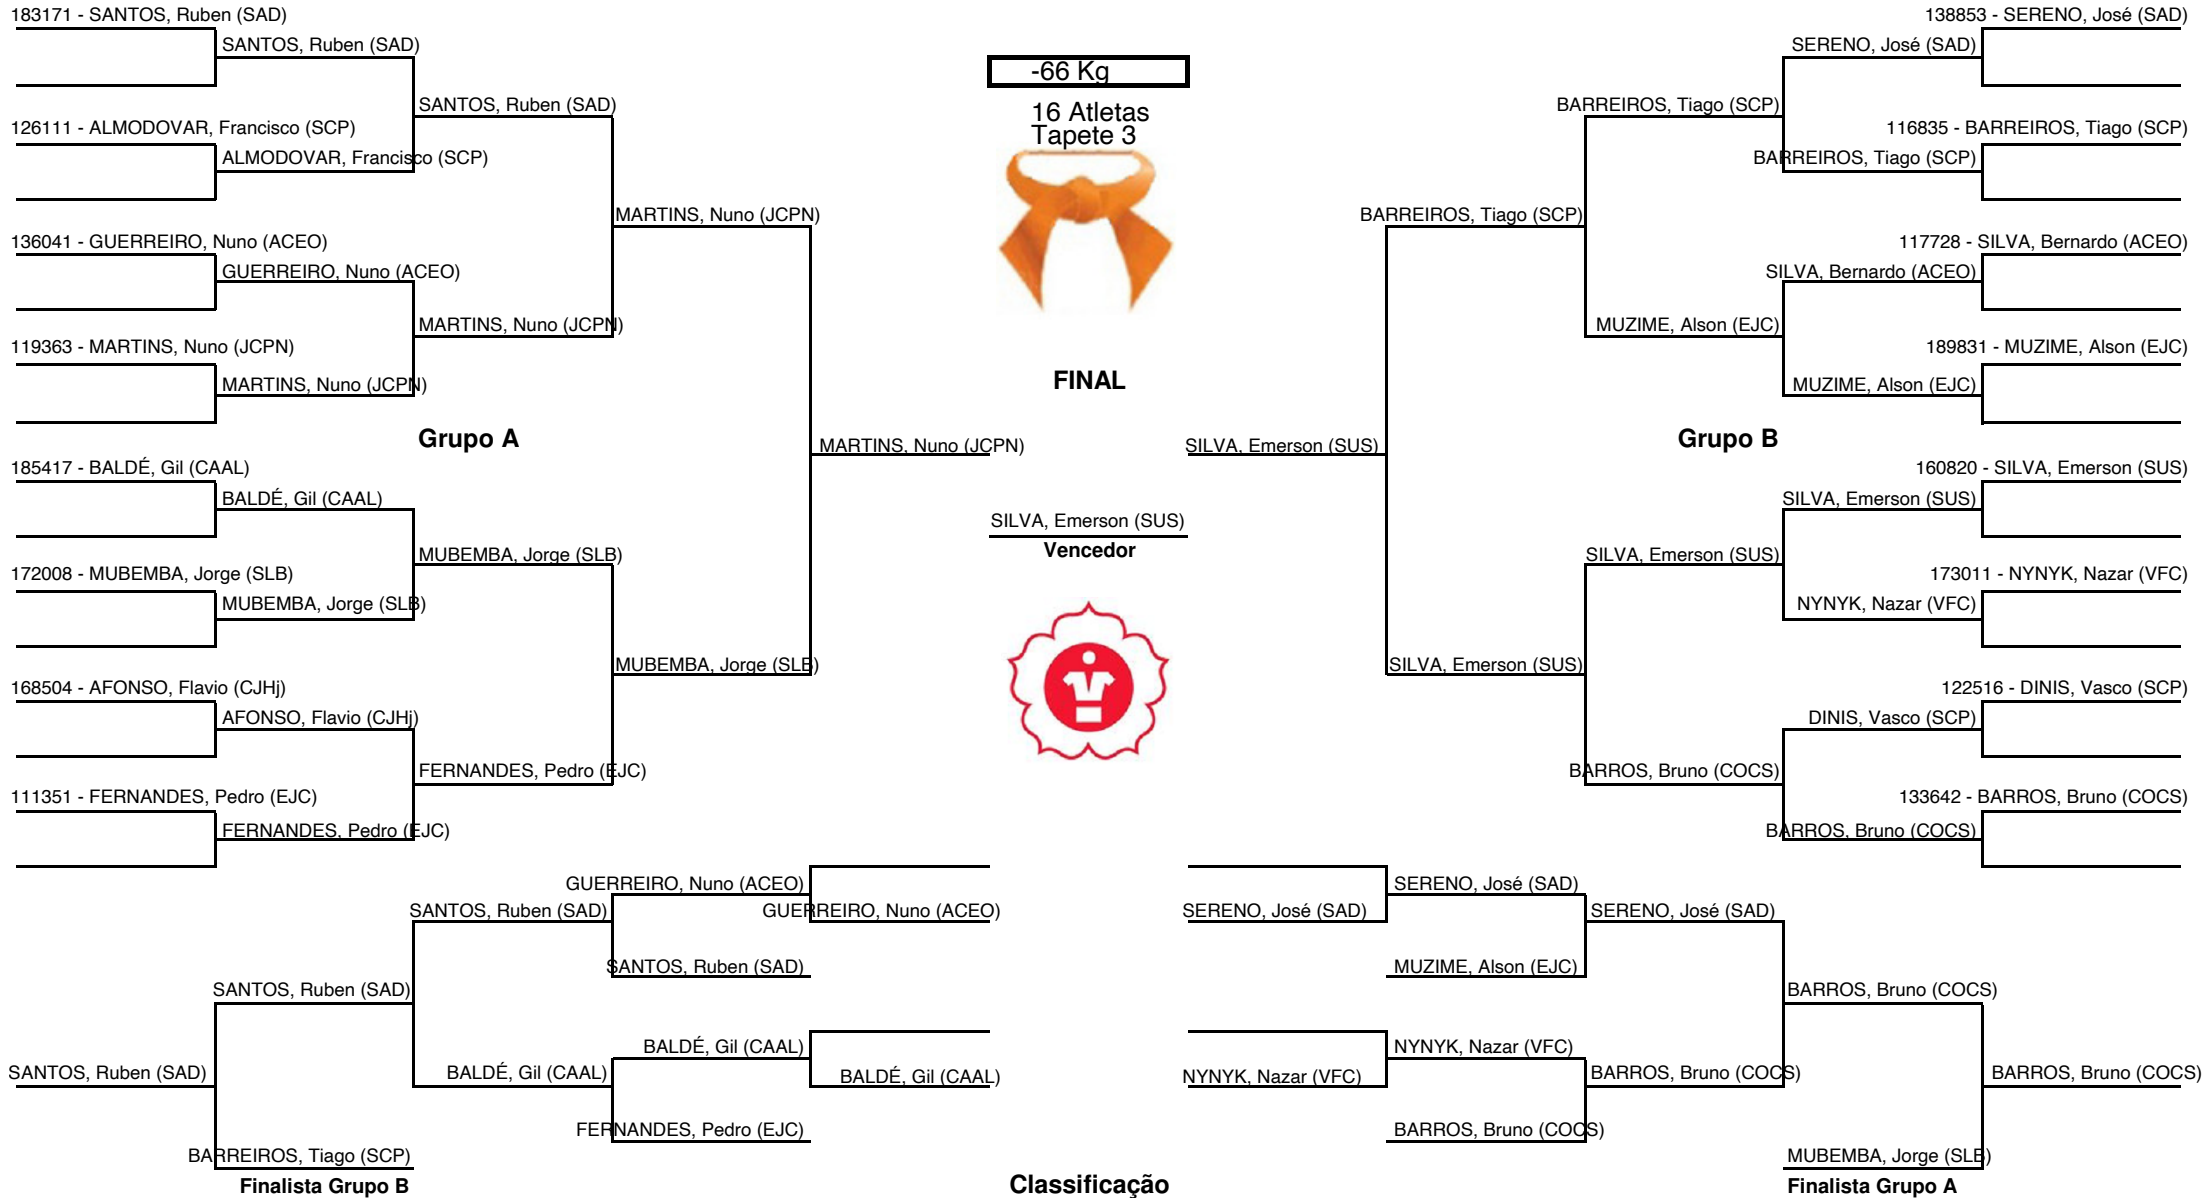 183171 - SANTOS, Ruben (SAD)
SANTOS, Ruben (SAD)
SANTOS, Ruben (SAD)
126111 - ALMODOVAR, Francisco (SCP)
ALMODOVAR, Francisco (SCP)
MARTINS, Nuno (JCPN)
136041 - GUERREIRO, Nuno (ACEO)
GUERREIRO, Nuno (ACEO)
MARTINS, Nuno (JCPN)
119363 - MARTINS, Nuno (JCPN)
MARTINS, Nuno (JCPN)
Grupo A
MARTINS, Nuno (JCPN)
185417 - BALDÉ, Gil (CAAL)
BALDÉ, Gil (CAAL)
MUBEMBA, Jorge (SLB)
172008 - MUBEMBA, Jorge (SLB)
MUBEMBA, Jorge (SLB)
MUBEMBA, Jorge (SLB)
168504 - AFONSO, Flavio (CJHj)
AFONSO, Flavio (CJHj)
FERNANDES, Pedro (EJC)
111351 - FERNANDES, Pedro (EJC)
FERNANDES, Pedro (EJC)
-66 Kg
16 Atletas
Tapete 3
FINAL
SILVA, Emerson (SUS)
Vencedor
138853 - SERENO, José (SAD)
SERENO, José (SAD)
BARREIROS, Tiago (SCP)
116835 - BARREIROS, Tiago (SCP)
BARREIROS, Tiago (SCP)
BARREIROS, Tiago (SCP)
117728 - SILVA, Bernardo (ACEO)
SILVA, Bernardo (ACEO)
MUZIME, Alson (EJC)
189831 - MUZIME, Alson (EJC)
MUZIME, Alson (EJC)
Grupo B
SILVA, Emerson (SUS)
160820 - SILVA, Emerson (SUS)
SILVA, Emerson (SUS)
SILVA, Emerson (SUS)
173011 - NYNYK, Nazar (VFC)
NYNYK, Nazar (VFC)
SILVA, Emerson (SUS)
122516 - DINIS, Vasco (SCP)
DINIS, Vasco (SCP)
BARROS, Bruno (COCS)
133642 - BARROS, Bruno (COCS)
BARROS, Bruno (COCS)
GUERREIRO, Nuno (ACEO)
SANTOS, Ruben (SAD)
GUERREIRO, Nuno (ACEO)
SANTOS, Ruben (SAD)
SANTOS, Ruben (SAD)
BALDÉ, Gil (CAAL)
SANTOS, Ruben (SAD)
BALDÉ, Gil (CAAL)
BALDÉ, Gil (CAAL)
FERNANDES, Pedro (EJC)
BARREIROS, Tiago (SCP)
Finalista Grupo B
SERENO, José (SAD)
SERENO, José (SAD)
SERENO, José (SAD)
MUZIME, Alson (EJC)
BARROS, Bruno (COCS)
NYNYK, Nazar (VFC)
NYNYK, Nazar (VFC)
BARROS, Bruno (COCS)
BARROS, Bruno (COCS)
BARROS, Bruno (COCS)
MUBEMBA, Jorge (SLB)
Classificação
Finalista Grupo A